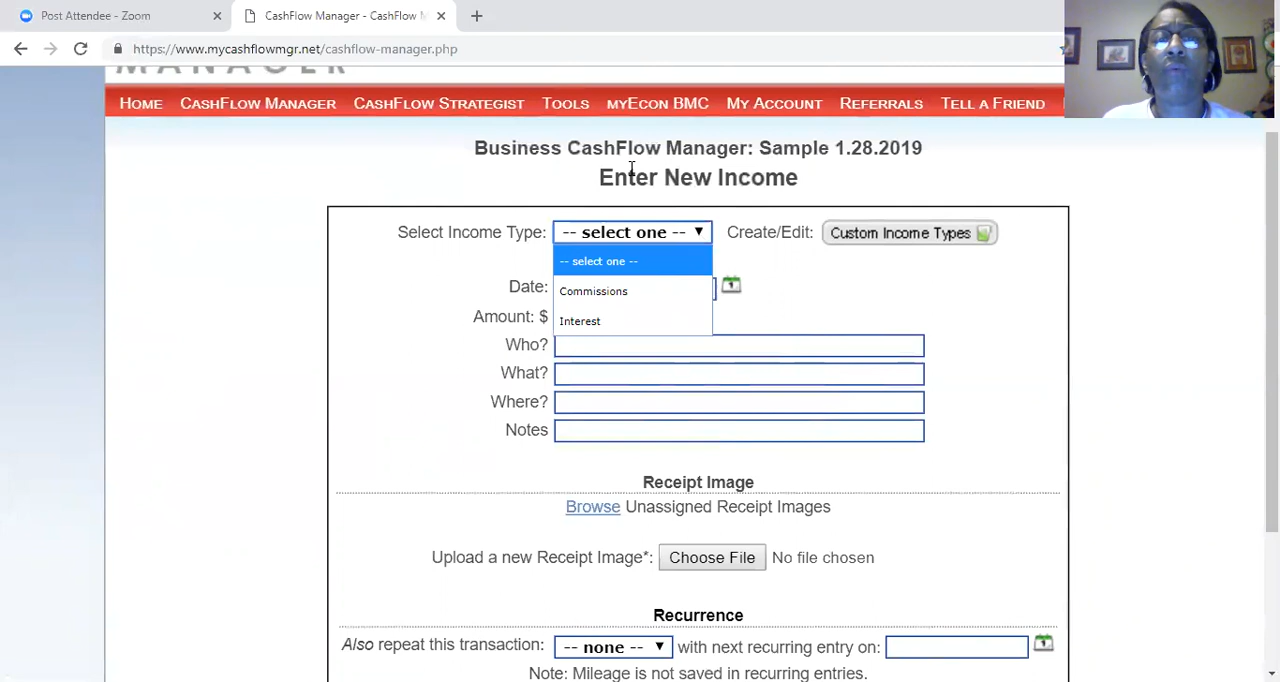 Post Attendee - Zoom
CashFlow Manager - CashFlow M
https://www.mycashflowmgr.net/cashflow-manager.php
MANAGER
HOME CASHFLOW MANAGER CASHFLOW STRATEGIST TOOLS MYECON BMC MY ACCOUNT REFERRALS TELL A FRIEND
Business CashFlow Manager: Sample 1.28.2019
Enter New Income
Select Income Type: -- select one -- Create/Edit: Custom Income Types
-- select one --
Date:
Commissions
Amount: $
Interest
Who?
What?
Where?
Notes
Receipt Image
Browse Unassigned Receipt Images
Upload a new Receipt Image*: Choose File No file chosen
Recurrence
Also repeat this transaction: -- none -- with next recurring entry on:
Note: Mileage is not saved in recurring entries.